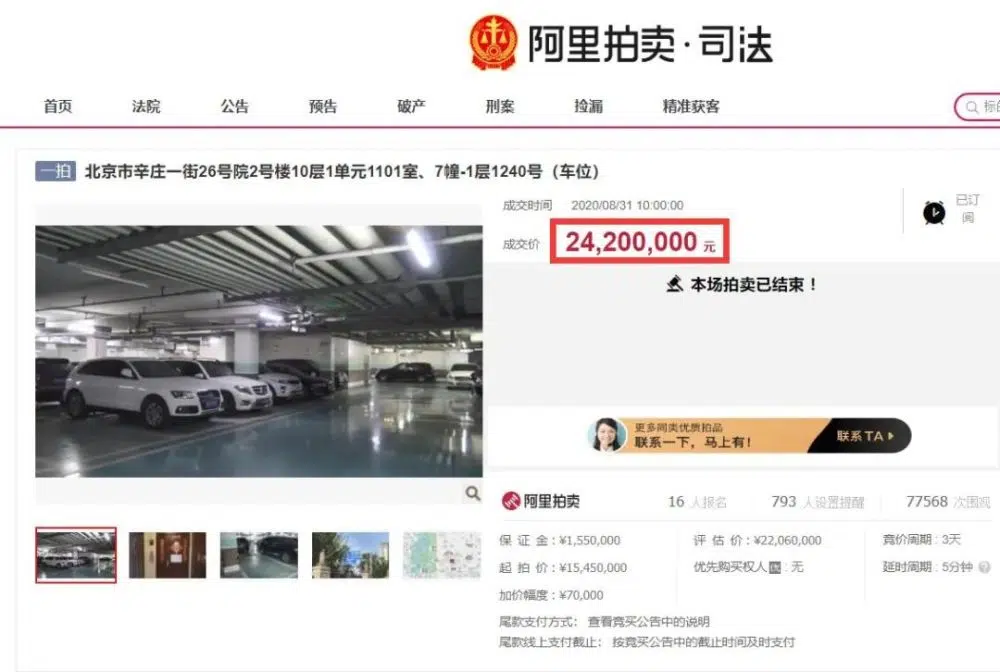 阿里拍卖·司法
首页 法院 公告 预告 破产 刑案 捡漏 精准获客 标的
一拍 北京市辛庄一街26号院2号楼10层1单元1101室、7幢-1层1240号（车位）
成交时间 2020/08/31 10:00:00
成交价 24,200,000 元
已订阅
本场拍卖已结束！
更多同类优质拍品
联系一下，马上有！
联系TA
阿里拍卖 16 人报名 793 人设置提醒 77568 次围观
保 证 金：¥1,550,000 评 估 价：¥22,060,000 竞价周期：3天
起 拍 价：¥15,450,000 优先购买权人：无 延时周期：5分钟
加价幅度：¥70,000
尾款支付方式： 查看竞买公告中的说明
尾款线上支付截止： 按竞买公告中的截止时间及时支付